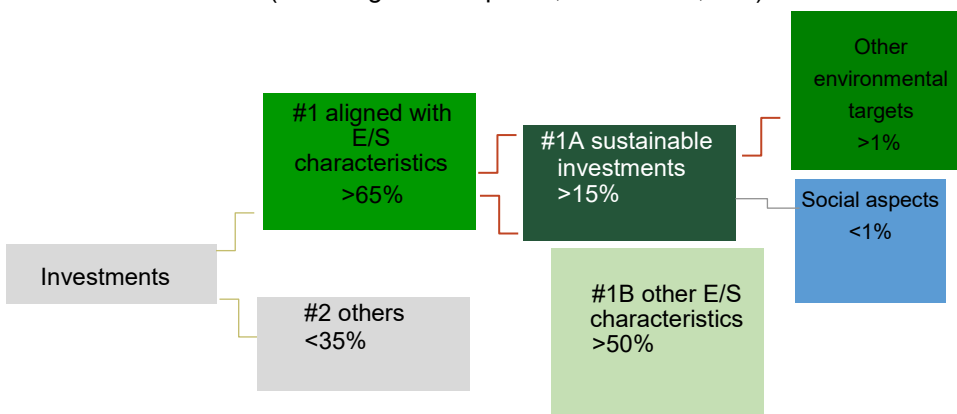 Other
environmental
targets
>1%
#1 aligned with
E/S
characteristics
>65%
#1A sustainable
investments
>15%
Social aspects
<1%
Investments
#2 others
<35%
#1B other E/S
characteristics
>50%